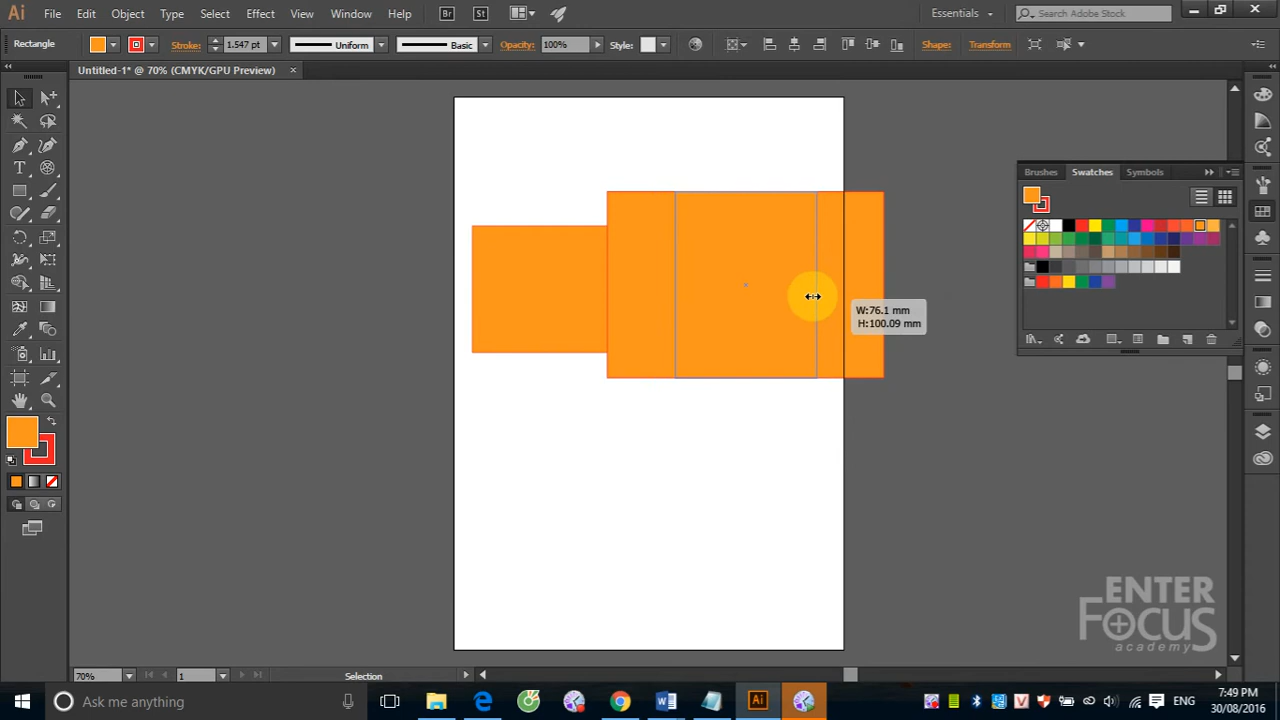 Ai File Edit Object Type Select Effect View Window Help Br St Essentials Search Adobe Stock
Rectangle Stroke: 1.547 pt Uniform Basic Opacity: 100% Style: Shape: Transform
Untitled-1* @ 70% (CMYK/GPU Preview) ×
Brushes Swatches Symbols
W:76.1 mm
H:100.09 mm
ENTER
FOCUS
academy
70% 1 Selection
Ask me anything Ai ENG 7:49 PM
30/08/2016